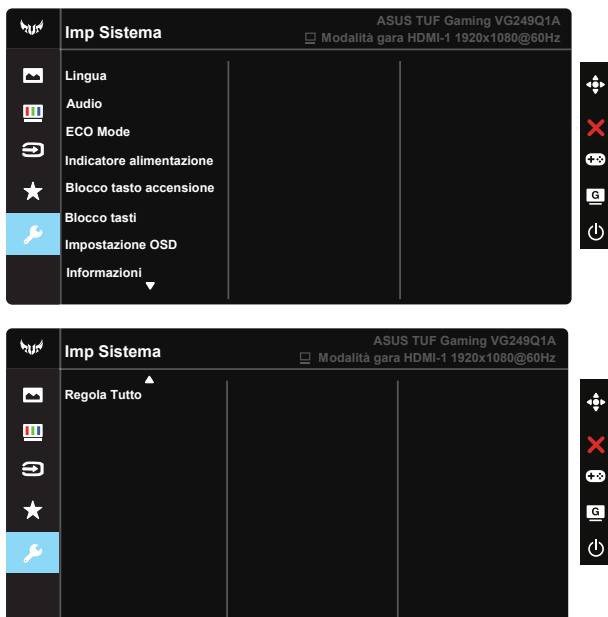 ASUS TUF Gaming VG249Q1A
Imp Sistema
Modalità gara HDMI-1 1920x1080@60Hz
Lingua
Audio
ECO Mode
Indicatore alimentazione
Blocco tasto accensione
Blocco tasti
Impostazione OSD
Informazioni
G
ASUS TUF Gaming VG249Q1A
Imp Sistema
Modalità gara HDMI-1 1920x1080@60Hz
Regola Tutto
G